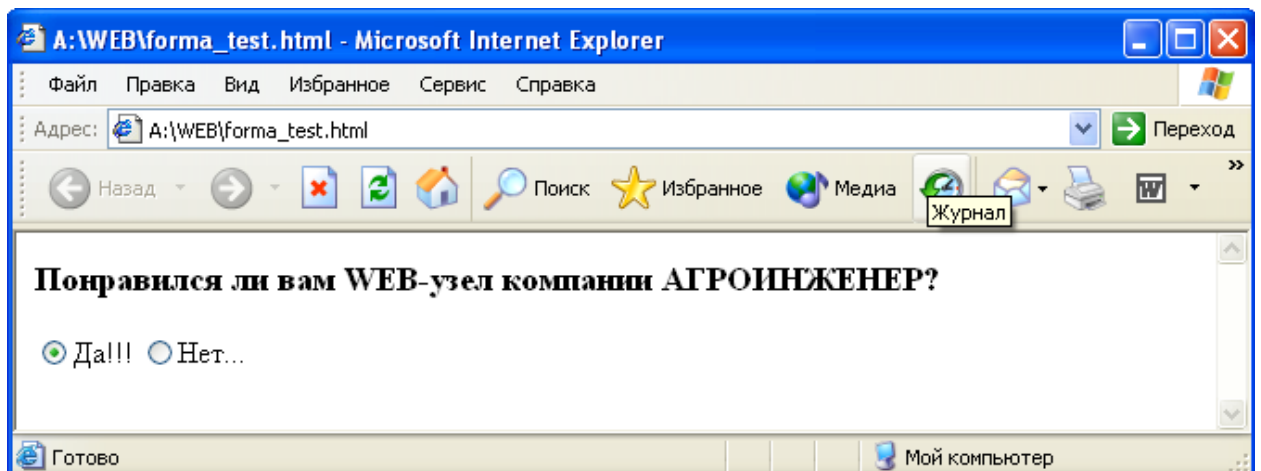 A:\WEB\forma_test.html - Microsoft Internet Explorer
Файл Правка Вид Избранное Сервис Справка
Адрес: A:\WEB\forma_test.html Переход
Назад Поиск Избранное Медиа
Журнал
Понравился ли вам WEB-узел компании АГРОИНЖЕНЕР?
Да!!! Нет...
Готово Мой компьютер